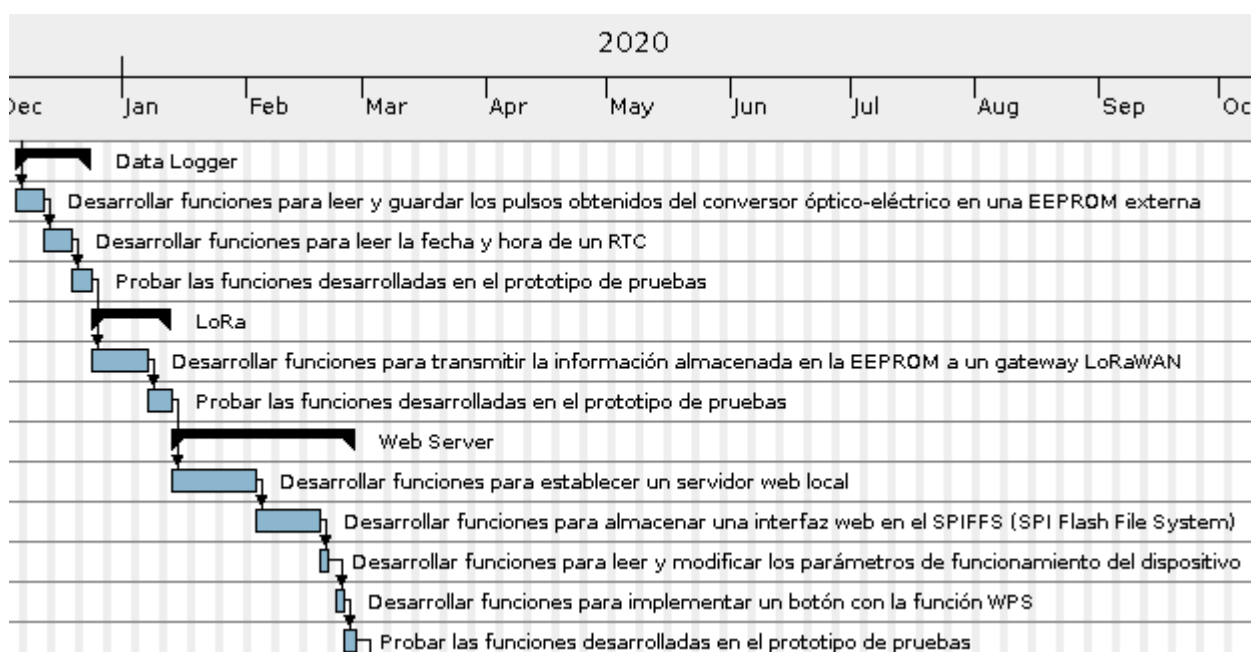 2020
Dec Jan Feb Mar Apr May Jun Jul Aug Sep Oc
Data Logger
Desarrollar funciones para leer y guardar los pulsos obtenidos del conversor óptico-eléctrico en una EEPROM externa
Desarrollar funciones para leer la fecha y hora de un RTC
Probar las funciones desarrolladas en el prototipo de pruebas
LoRa
Desarrollar funciones para transmitir la información almacenada en la EEPROM a un gateway LoRaWAN
Probar las funciones desarrolladas en el prototipo de pruebas
Web Server
Desarrollar funciones para establecer un servidor web local
Desarrollar funciones para almacenar una interfaz web en el SPIFFS (SPI Flash File System)
Desarrollar funciones para leer y modificar los parámetros de funcionamiento del dispositivo
Desarrollar funciones para implementar un botón con la función WPS
Probar las funciones desarrolladas en el prototipo de pruebas